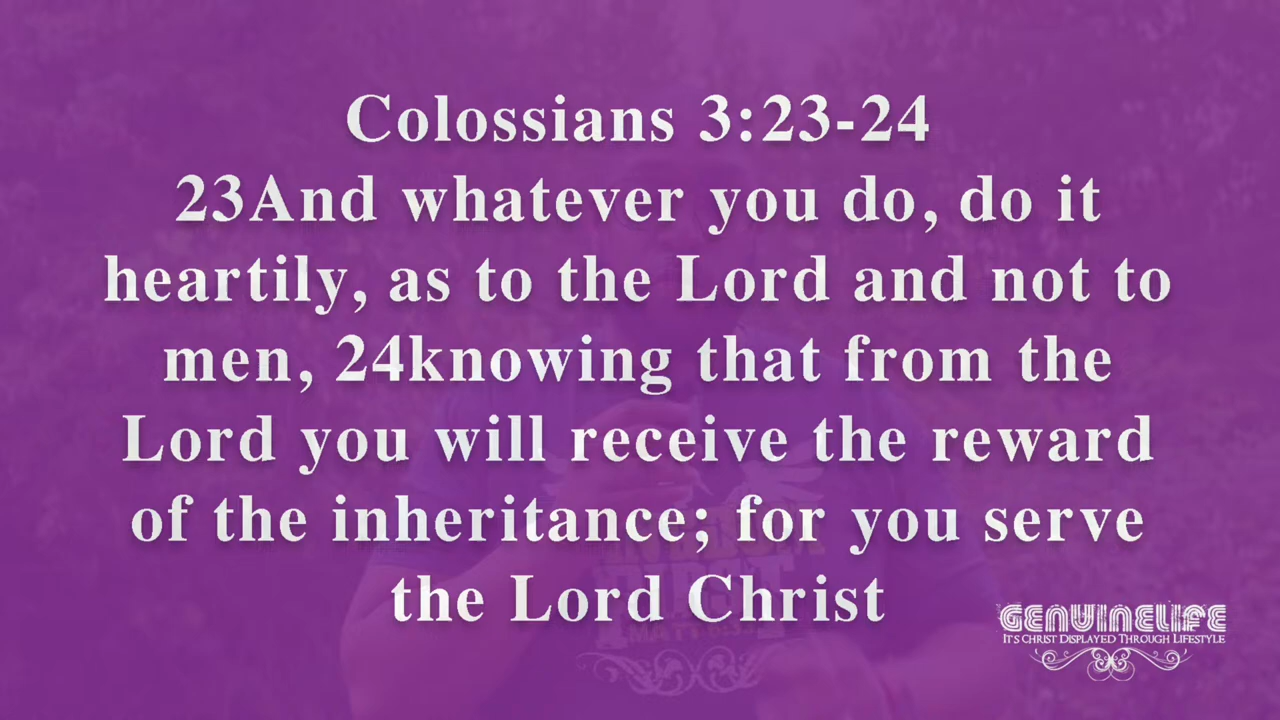 Colossians 3:23-24
23And whatever you do, do it
heartily, as to the Lord and not to
men, 24knowing that from the
Lord you will receive the reward
of the inheritance; for you serve
the Lord Christ
GENUINELIFE
IT'S CHRIST DISPLAYED THROUGH LIFESTYLE